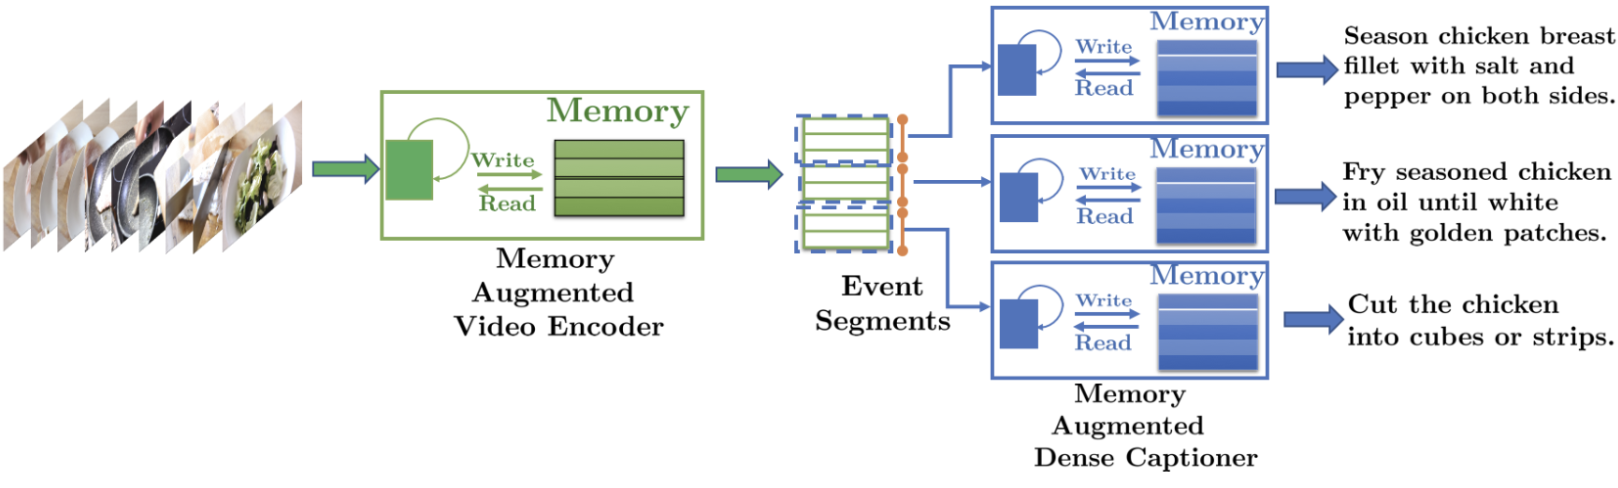 Memory
Write
Read
Memory
Augmented
Video Encoder
Event
Segments
Memory
Write
Read
Memory
Write
Read
Memory
Write
Read
Memory
Augmented
Dense Captioner
Season chicken breast
fillet with salt and
pepper on both sides.
Fry seasoned chicken
in oil until white
with golden patches.
Cut the chicken
into cubes or strips.